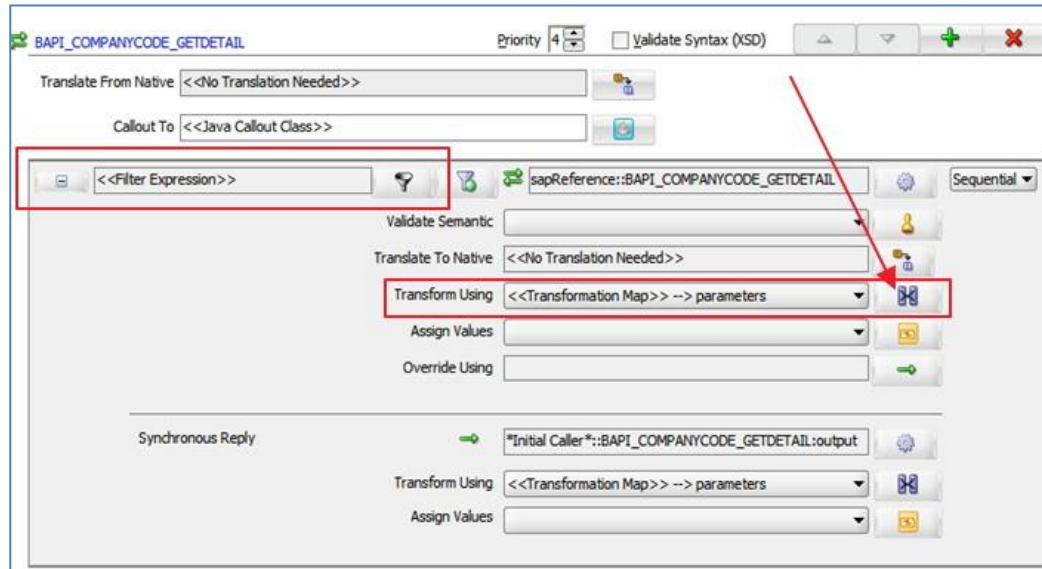 BAPI_COMPANYCODE_GETDETAIL Priority 4 Validate Syntax (XSD)
Translate From Native <<No Translation Needed>>
Callout To <<Java Callout Class>>
<<Filter Expression>> sapReference::BAPI_COMPANYCODE_GETDETAIL Sequential
Validate Semantic
Translate To Native <<No Translation Needed>>
Transform Using <<Transformation Map>> --> parameters
Assign Values
Override Using
Synchronous Reply *Initial Caller*::BAPI_COMPANYCODE_GETDETAIL:output
Transform Using <<Transformation Map>> --> parameters
Assign Values